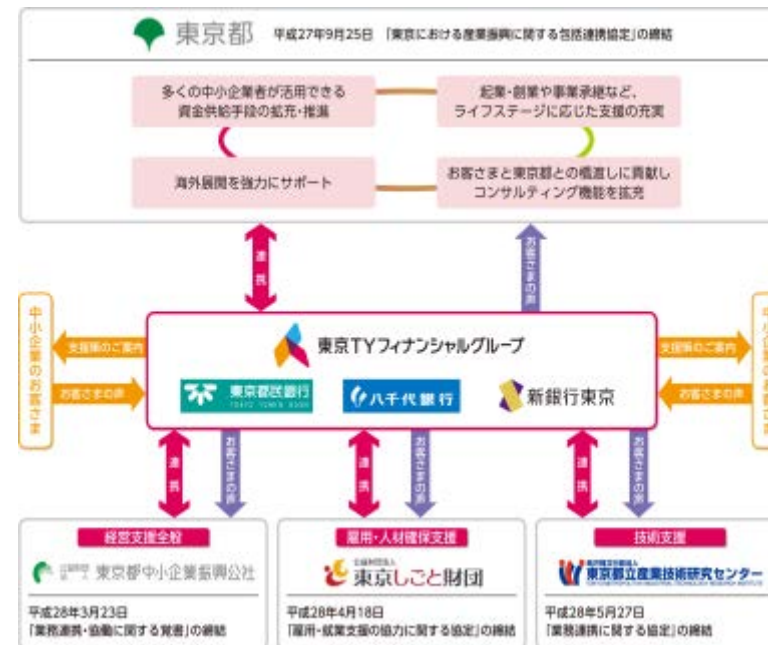 東京都 平成27年9月25日 「東京における産業振興に関する包括連携協定」の締結
多くの中小企業者が活用できる
資金供給手段の拡充・推進
起業・創業や事業承継など、
ライフステージに応じた支援の充実
海外展開を強力にサポート
お客さまと東京都との橋渡しに貢献し
コンサルティング機能を拡充
連携
お客さまの声
中小企業のお客さま
支援策のご案内
お客さまの声
東京TYフィナンシャルグループ
東京都民銀行
八千代銀行
新銀行東京
支援策のご案内
お客さまの声
中小企業のお客さま
連携
お客さまの声
連携
お客さまの声
連携
お客さまの声
経営支援全般
東京都中小企業振興公社
平成28年3月23日
「業務連携・協働に関する覚書」の締結
雇用・人材確保支援
公益財団法人
東京しごと財団
平成28年4月18日
「雇用・就業支援の協力に関する協定」の締結
技術支援
東京都立産業技術研究センター
平成28年5月27日
「業務連携に関する協定」の締結